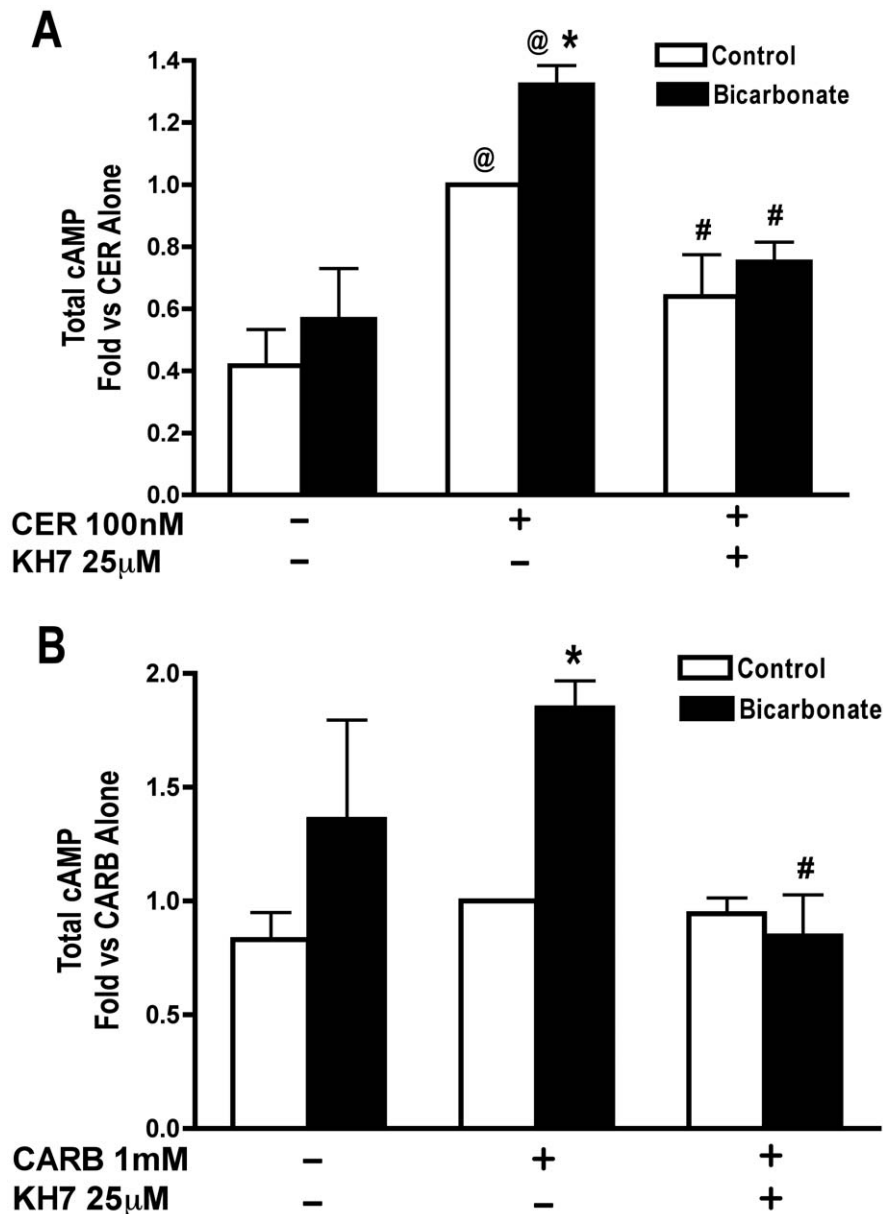 A
Control
Bicarbonate
Total cAMP
Fold vs CER Alone
1.4
1.2
1.0
0.8
0.6
0.4
0.2
0.0
@ *
@
# #
CER 100nM − + +
KH7 25μM − − +
B
Control
Bicarbonate
Total cAMP
Fold vs CARB Alone
2.0
1.5
1.0
0.5
0.0
*
#
CARB 1mM − + +
KH7 25μM − − +